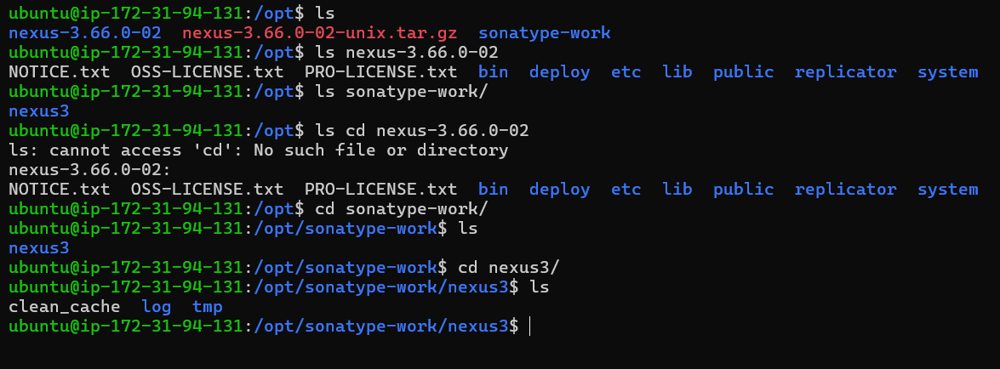 ubuntu@ip-172-31-94-131:/opt$ ls
nexus-3.66.0-02  nexus-3.66.0-02-unix.tar.gz  sonatype-work
ubuntu@ip-172-31-94-131:/opt$ ls nexus-3.66.0-02
NOTICE.txt  OSS-LICENSE.txt  PRO-LICENSE.txt  bin  deploy  etc  lib  public  replicator  system
ubuntu@ip-172-31-94-131:/opt$ ls sonatype-work/
nexus3
ubuntu@ip-172-31-94-131:/opt$ ls cd nexus-3.66.0-02
ls: cannot access 'cd': No such file or directory
nexus-3.66.0-02:
NOTICE.txt  OSS-LICENSE.txt  PRO-LICENSE.txt  bin  deploy  etc  lib  public  replicator  system
ubuntu@ip-172-31-94-131:/opt$ cd sonatype-work/
ubuntu@ip-172-31-94-131:/opt/sonatype-work$ ls
nexus3
ubuntu@ip-172-31-94-131:/opt/sonatype-work$ cd nexus3/
ubuntu@ip-172-31-94-131:/opt/sonatype-work/nexus3$ ls
clean_cache  log  tmp
ubuntu@ip-172-31-94-131:/opt/sonatype-work/nexus3$